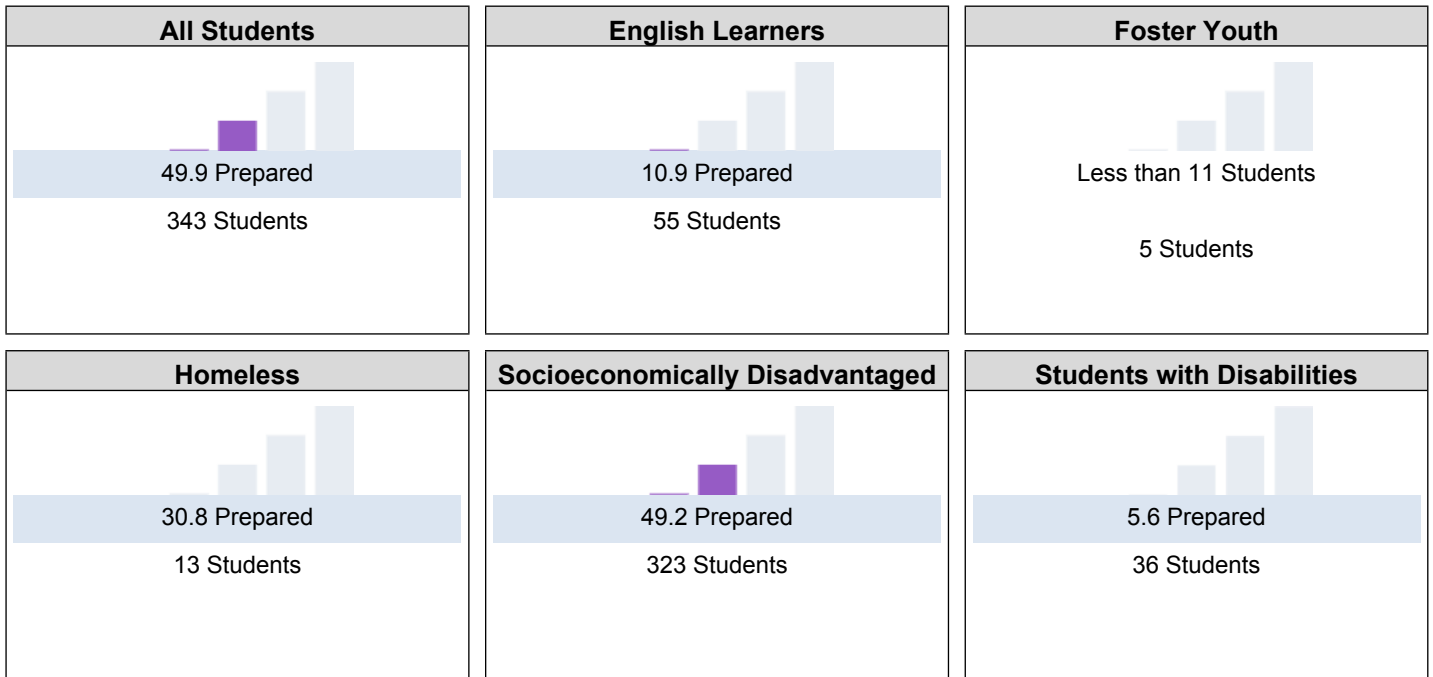 All Students
49.9 Prepared
343 Students
English Learners
10.9 Prepared
55 Students
Foster Youth
Less than 11 Students
5 Students
Homeless
30.8 Prepared
13 Students
Socioeconomically Disadvantaged
49.2 Prepared
323 Students
Students with Disabilities
5.6 Prepared
36 Students